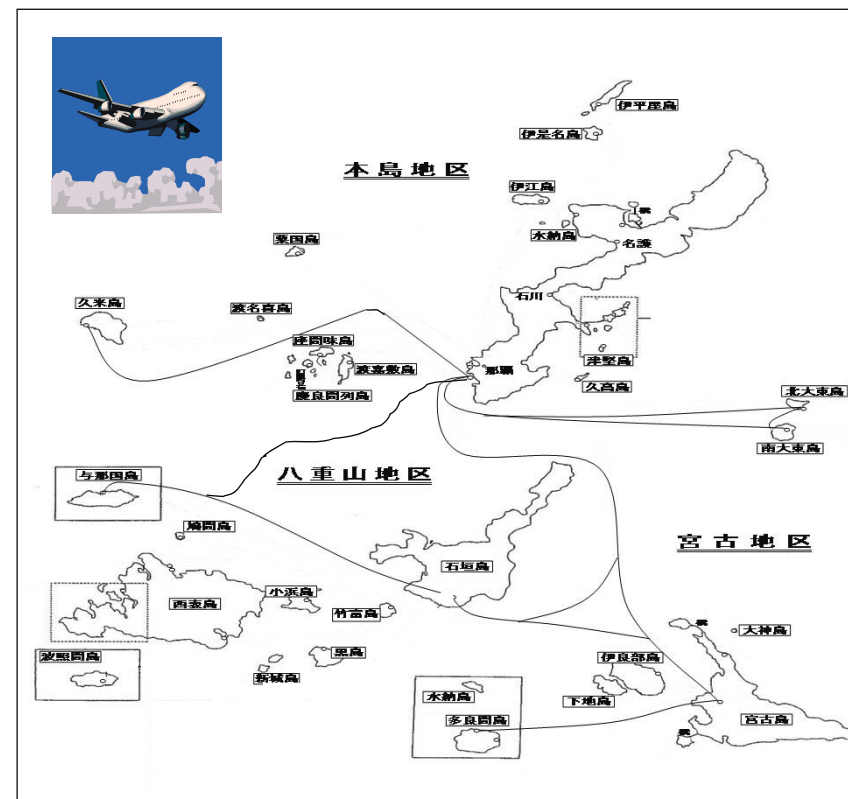 伊平屋島
伊是名島
本島地区
伊江島
水納島
名護
粟国島
久米島
渡名喜島
石川
座間味島
渡嘉敷島
慶良間列島
那覇
津堅島
久高島
北大東島
南大東島
八重山地区
与那国島
鳩間島
宮古地区
石垣島
西表島
小浜島
竹富島
大神島
黒島
新城島
波照間島
伊良部島
下地島
水納島
多良間島
宮古島